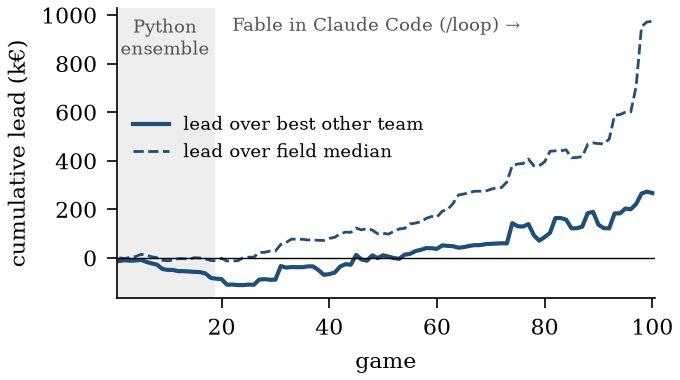 1000
800
600
400
200
0
cumulative lead (k€)
Python
ensemble
Fable in Claude Code (/loop) →
lead over best other team
lead over field median
20
40
60
80
100
game